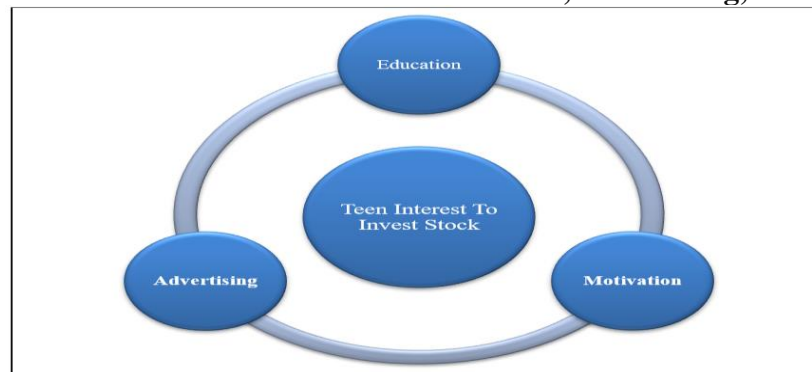 Education
Teen Interest To
Invest Stock
Advertising
Motivation